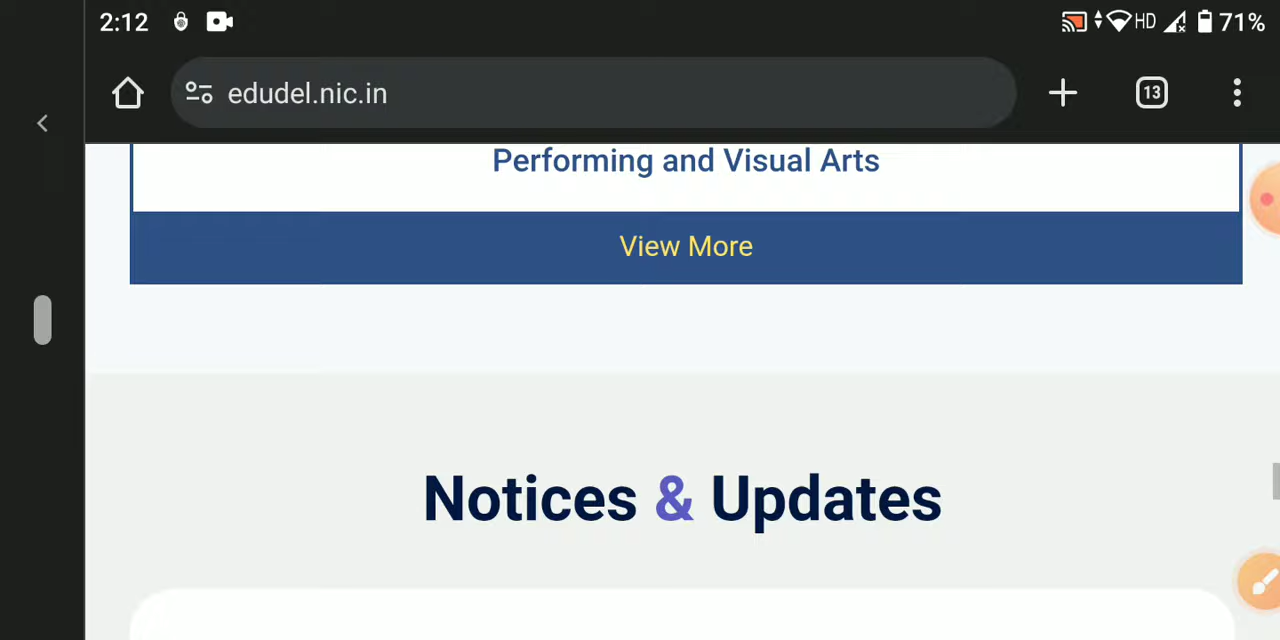 2:12 HD 71%
edudel.nic.in 13
Performing and Visual Arts
View More
Notices & Updates